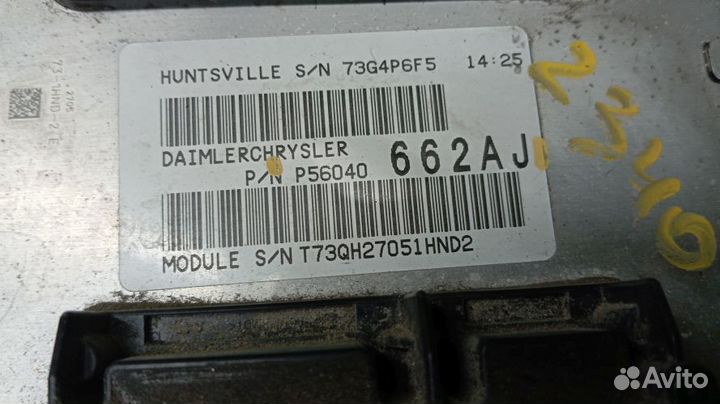 HUNTSVILLE S/N 73G4P6F5 14:25
DAIMLERCHRYSLER
P/N P56040 662AJ
MODULE S/N T73QH27051HND2
Avito